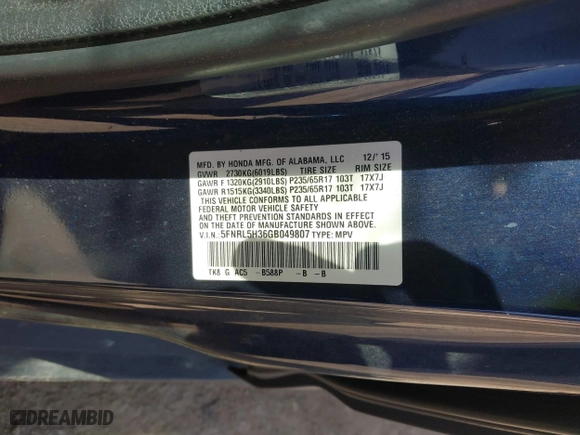 MFD. BY HONDA MFG. OF ALABAMA, LLC 12/'15
GVWR 2730KG(6019LBS) TIRE SIZE RIM SIZE
GAWR F 1320KG(2910LBS) P235/65R17 103T 17X7J
GAWR R1515KG(3340LBS) P235/65R17 103T 17X7J
THIS VEHICLE CONFORMS TO ALL APPLICABLE
FEDERAL MOTOR VEHICLE SAFETY
AND THEFT PREVENTION STANDARDS IN EFFECT ON
THE DATE OF MANUFACTURE SHOWN ABOVE.
V.I.N.: 5FNRL5H36GB049807 TYPE: MPV
TK8 G AC5 -B588P -B -B
DREAMBID